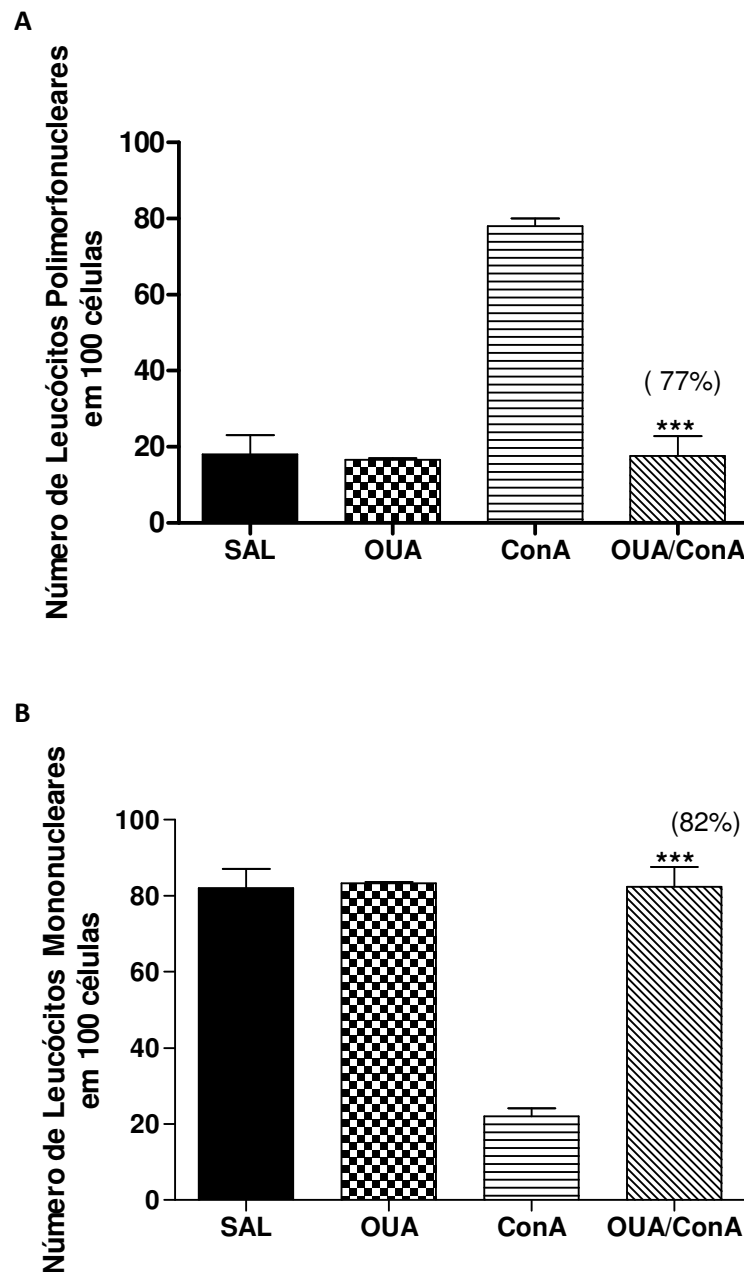 A
Número de Leucócitos Polimorfonucleares
em 100 células
100
80
60
40
20
0
( 77%)
***
SAL OUA ConA OUA/ConA
B
Número de Leucócitos Mononucleares
em 100 células
100
80
60
40
20
0
(82%)
***
SAL OUA ConA OUA/ConA